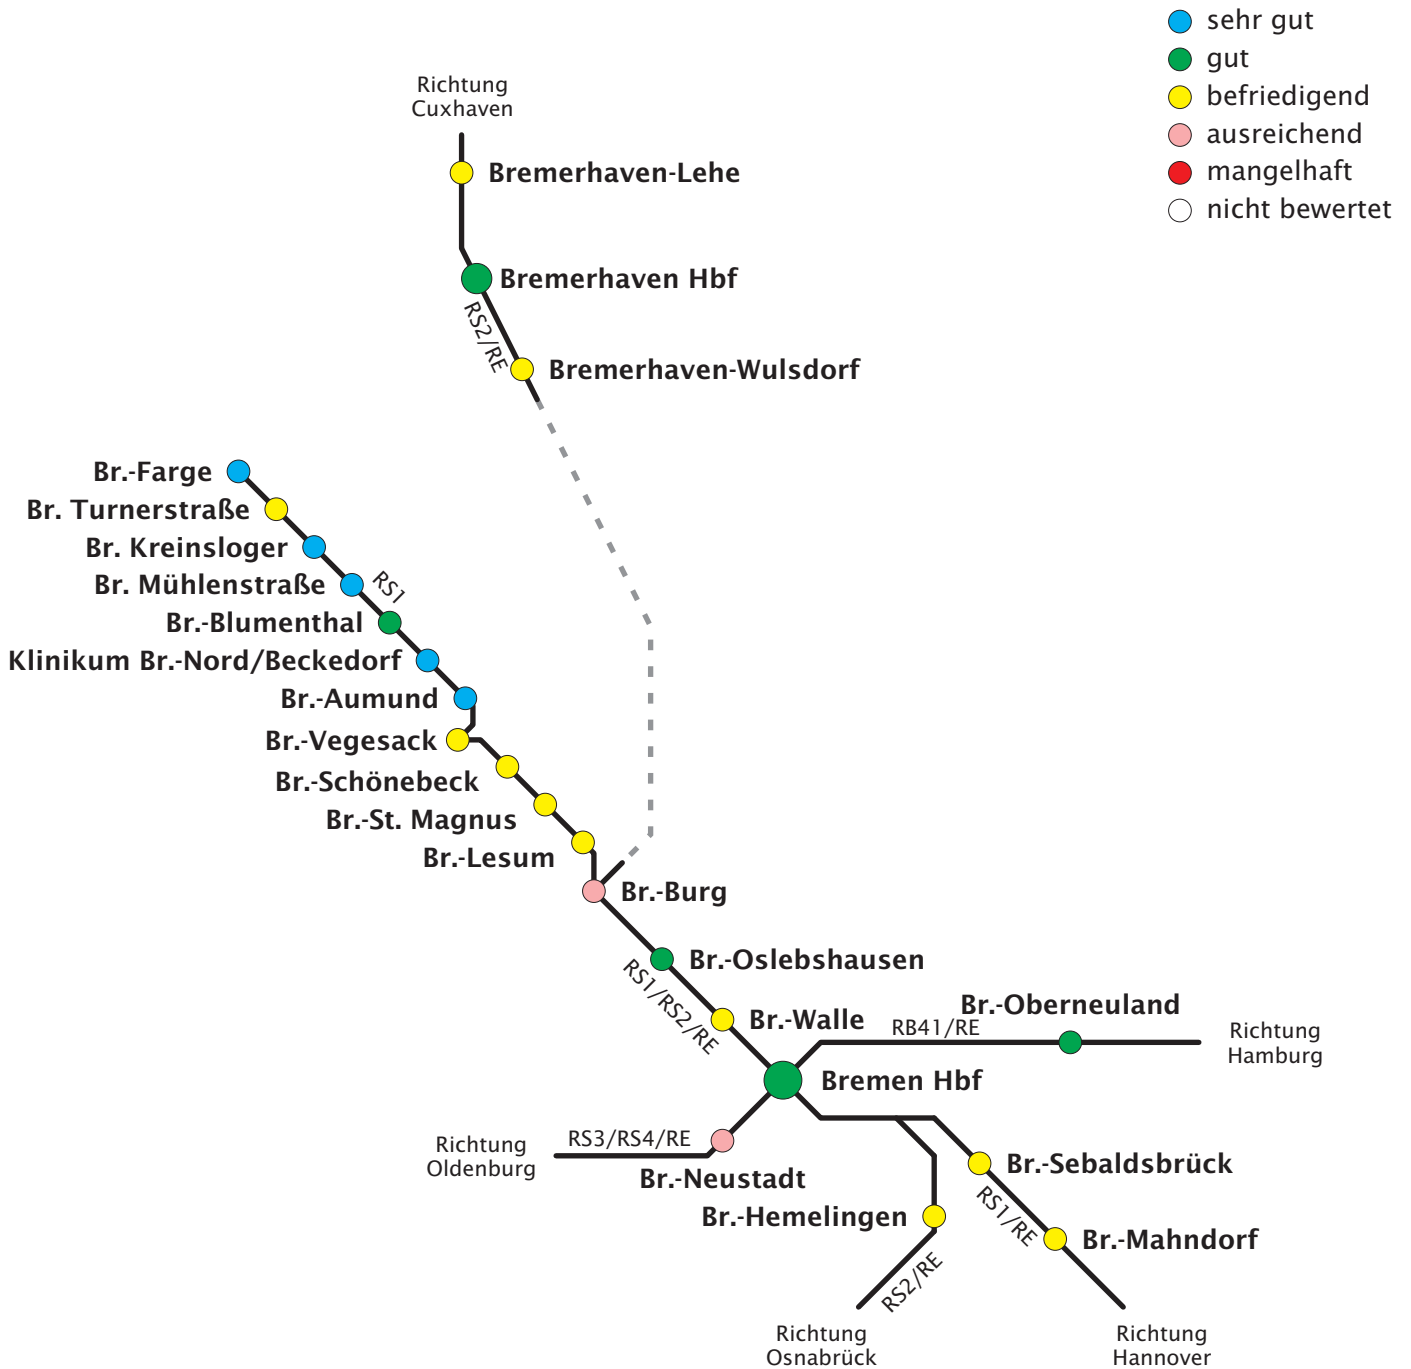 sehr gut
gut
befriedigend
ausreichend
mangelhaft
nicht bewertet
Richtung
Cuxhaven
Bremerhaven-Lehe
Bremerhaven Hbf
RS2/RE
Bremerhaven-Wulsdorf
Br.-Farge
Br. Turnerstraße
Br. Kreinsloger
Br. Mühlenstraße
RS1
Br.-Blumenthal
Klinikum Br.-Nord/Beckedorf
Br.-Aumund
Br.-Vegesack
Br.-Schönebeck
Br.-St. Magnus
Br.-Lesum
Br.-Burg
Br.-Oslebshausen
RS1/RS2/RE
Br.-Walle
Br.-Oberneuland
RB41/RE
Richtung
Hamburg
Bremen Hbf
Richtung
Oldenburg
RS3/RS4/RE
Br.-Neustadt
Br.-Sebaldsbrück
Br.-Hemelingen
RS1/RE
Br.-Mahndorf
RS2/RE
Richtung
Osnabrück
Richtung
Hannover